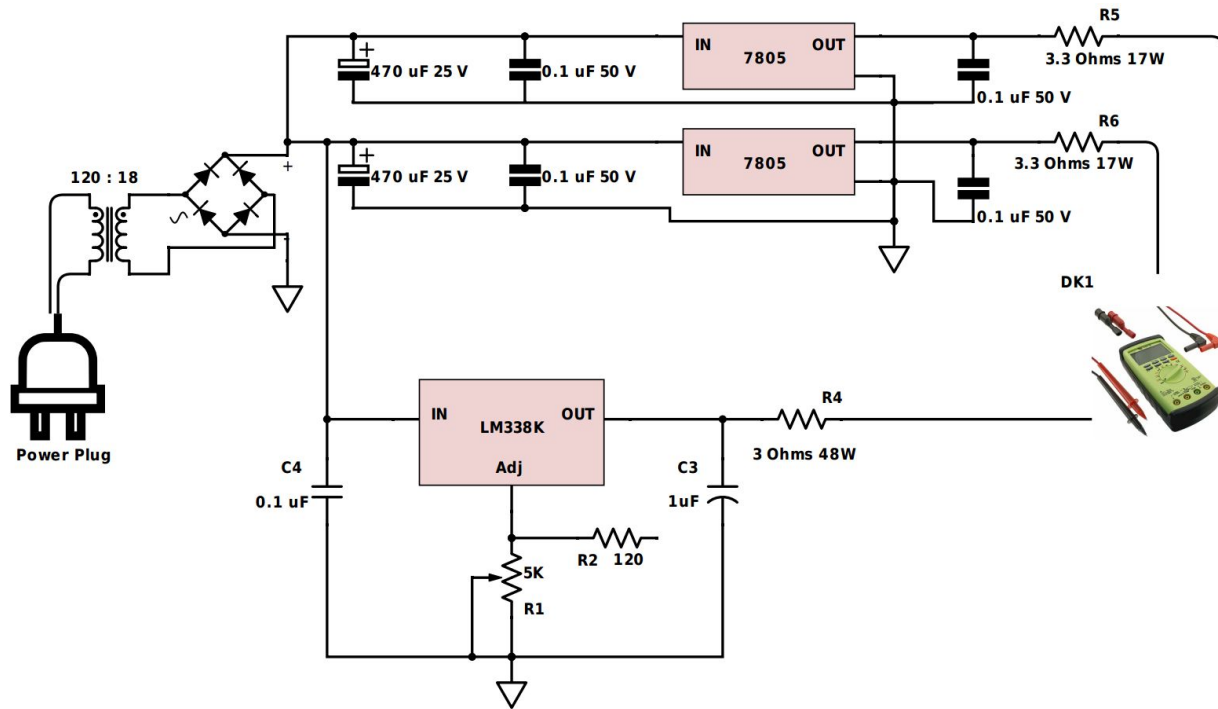 R5
IN
OUT
7805
470 uF 25 V
0.1 uF 50 V
3.3 Ohms 17W
0.1 uF 50 V
R6
IN
OUT
7805
120 : 18
470 uF 25 V
0.1 uF 50 V
3.3 Ohms 17W
0.1 uF 50 V
DK1
R4
IN
OUT
LM338K
Power Plug
3 Ohms 48W
C4
Adj
C3
0.1 uF
1uF
R2
120
5K
R1